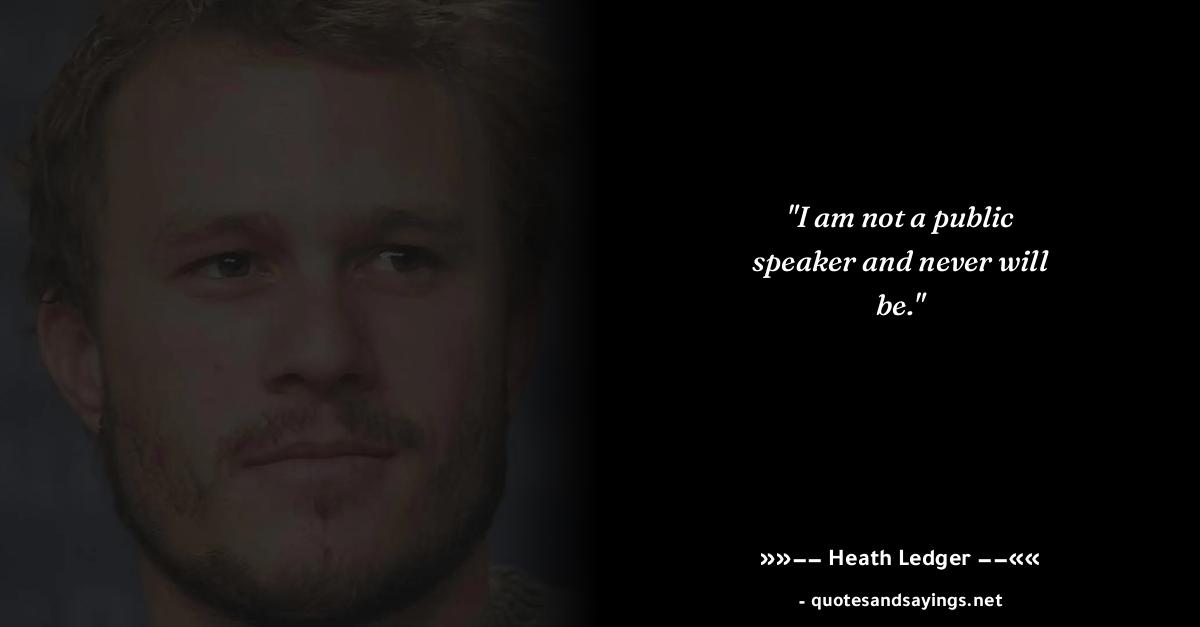 "I am not a public
speaker and never will
be."
»»−− Heath Ledger −−««
- quotesandsayings.net